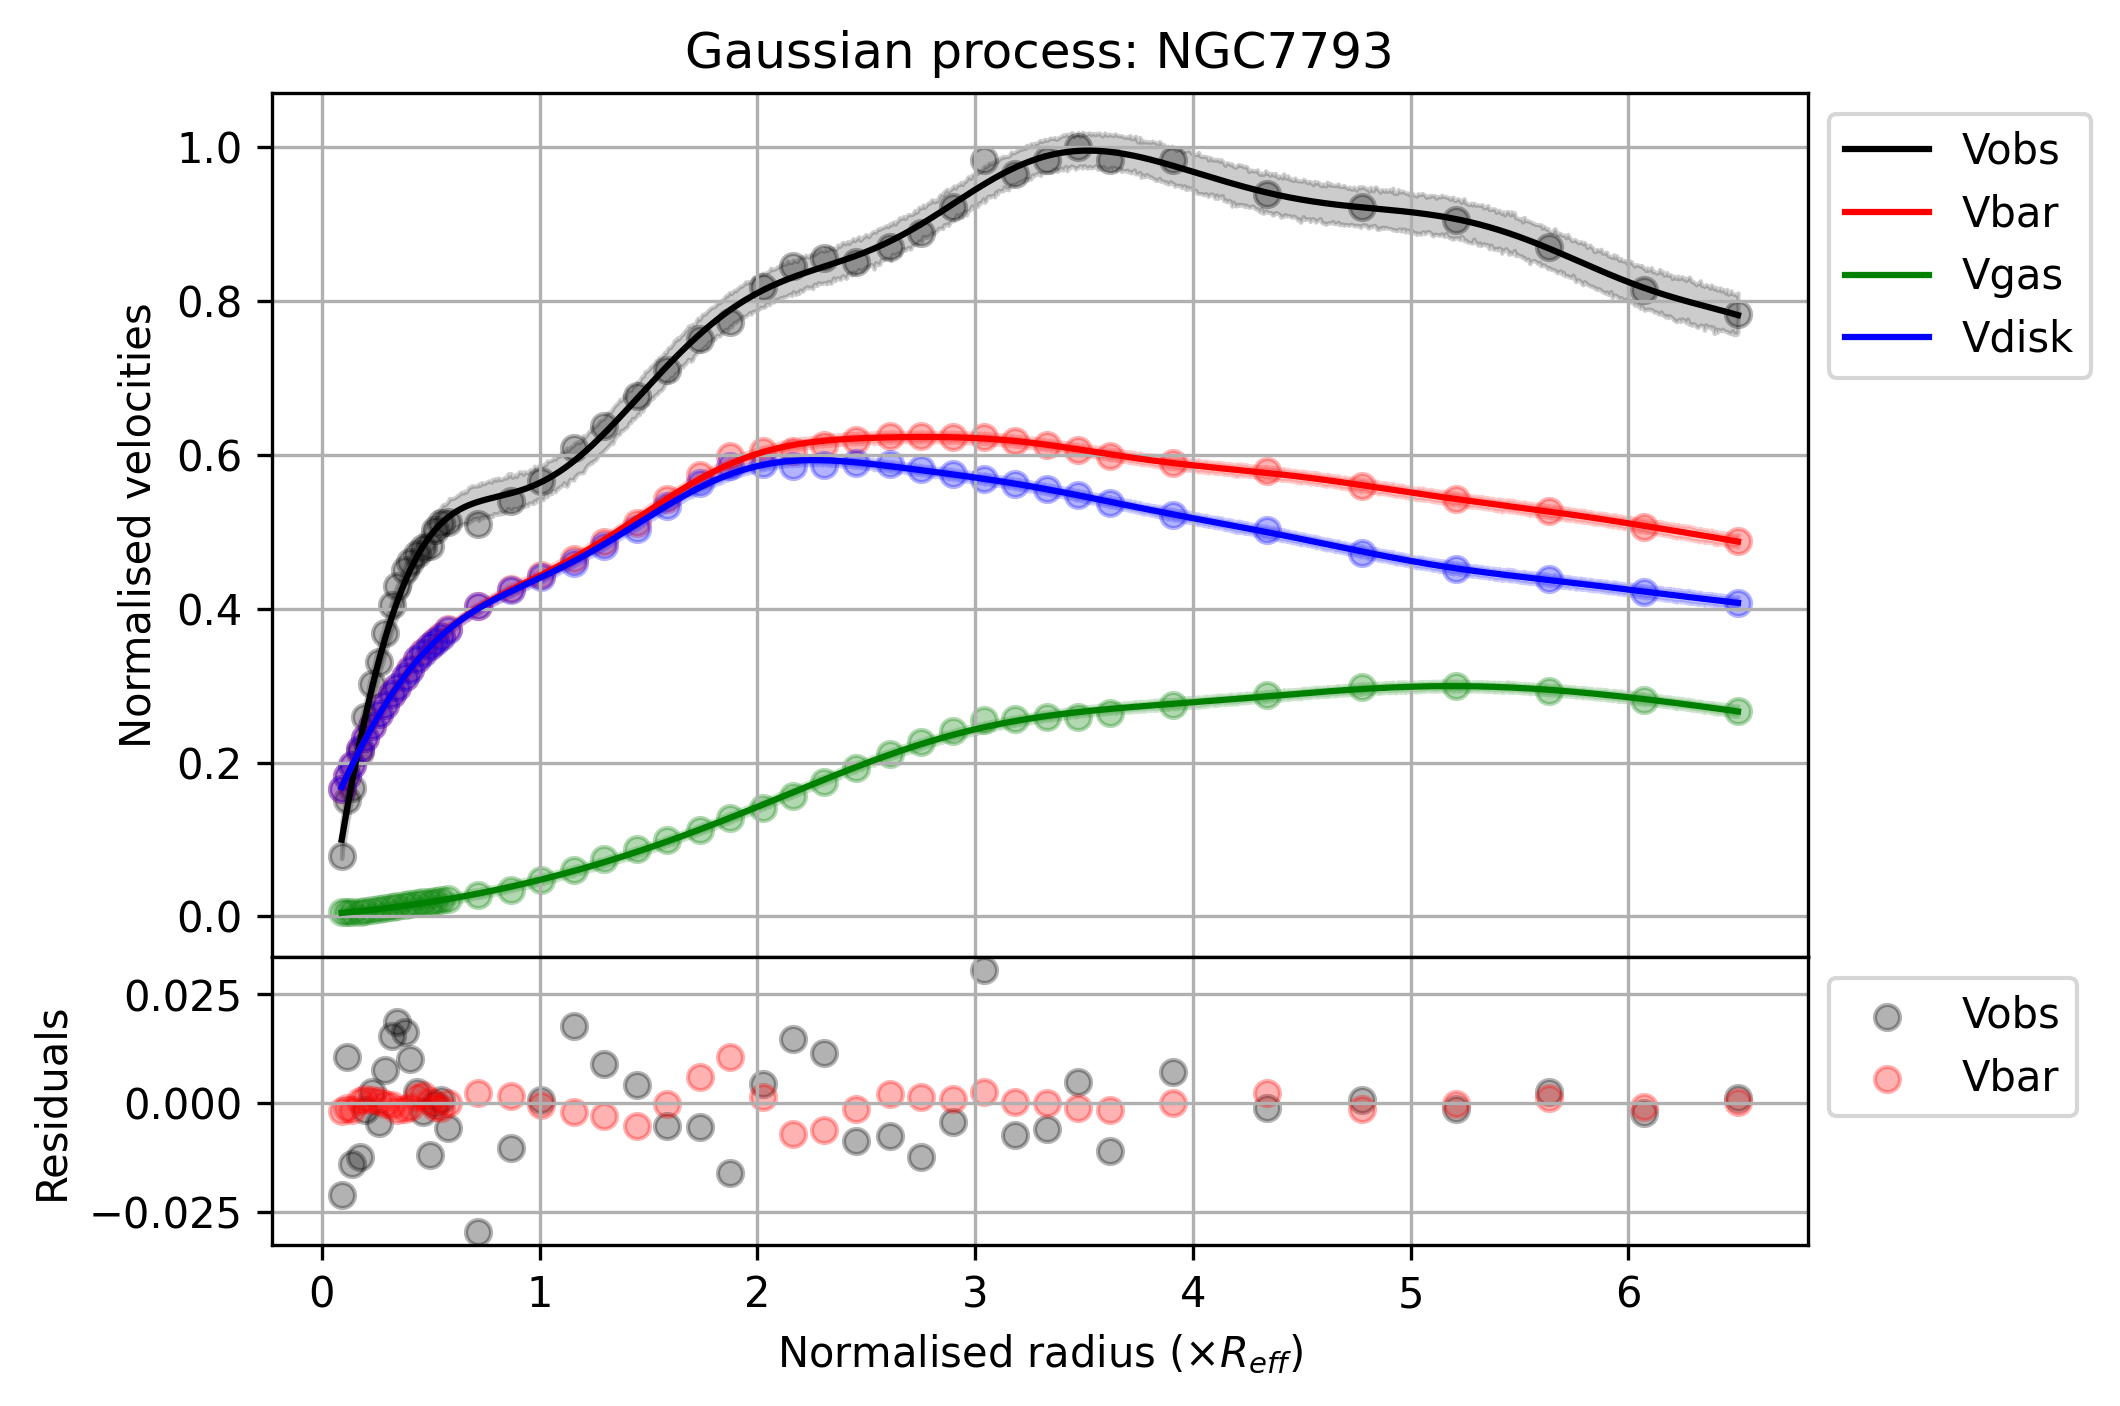 Gaussian process: NGC7793
Normalised velocities
1.0
0.8
0.6
0.4
0.2
0.0
Vobs
Vbar
Vgas
Vdisk
Residuals
0.025
0.000
−0.025
Vobs
Vbar
0 1 2 3 4 5 6
Normalised radius (×R_eff)